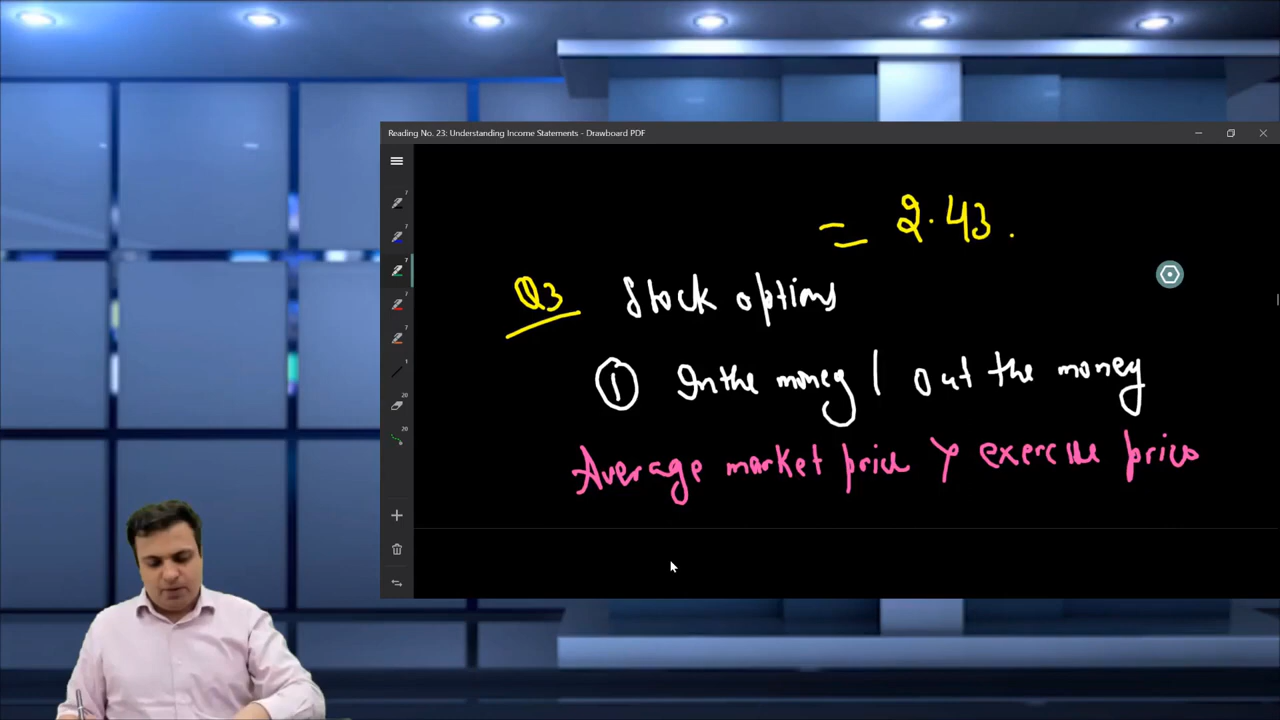 Reading No. 23: Understanding Income Statements - Drawboard PDF
= 2.43.
Q3 Stock options
① In the money / out the money
Average market price > exercise price